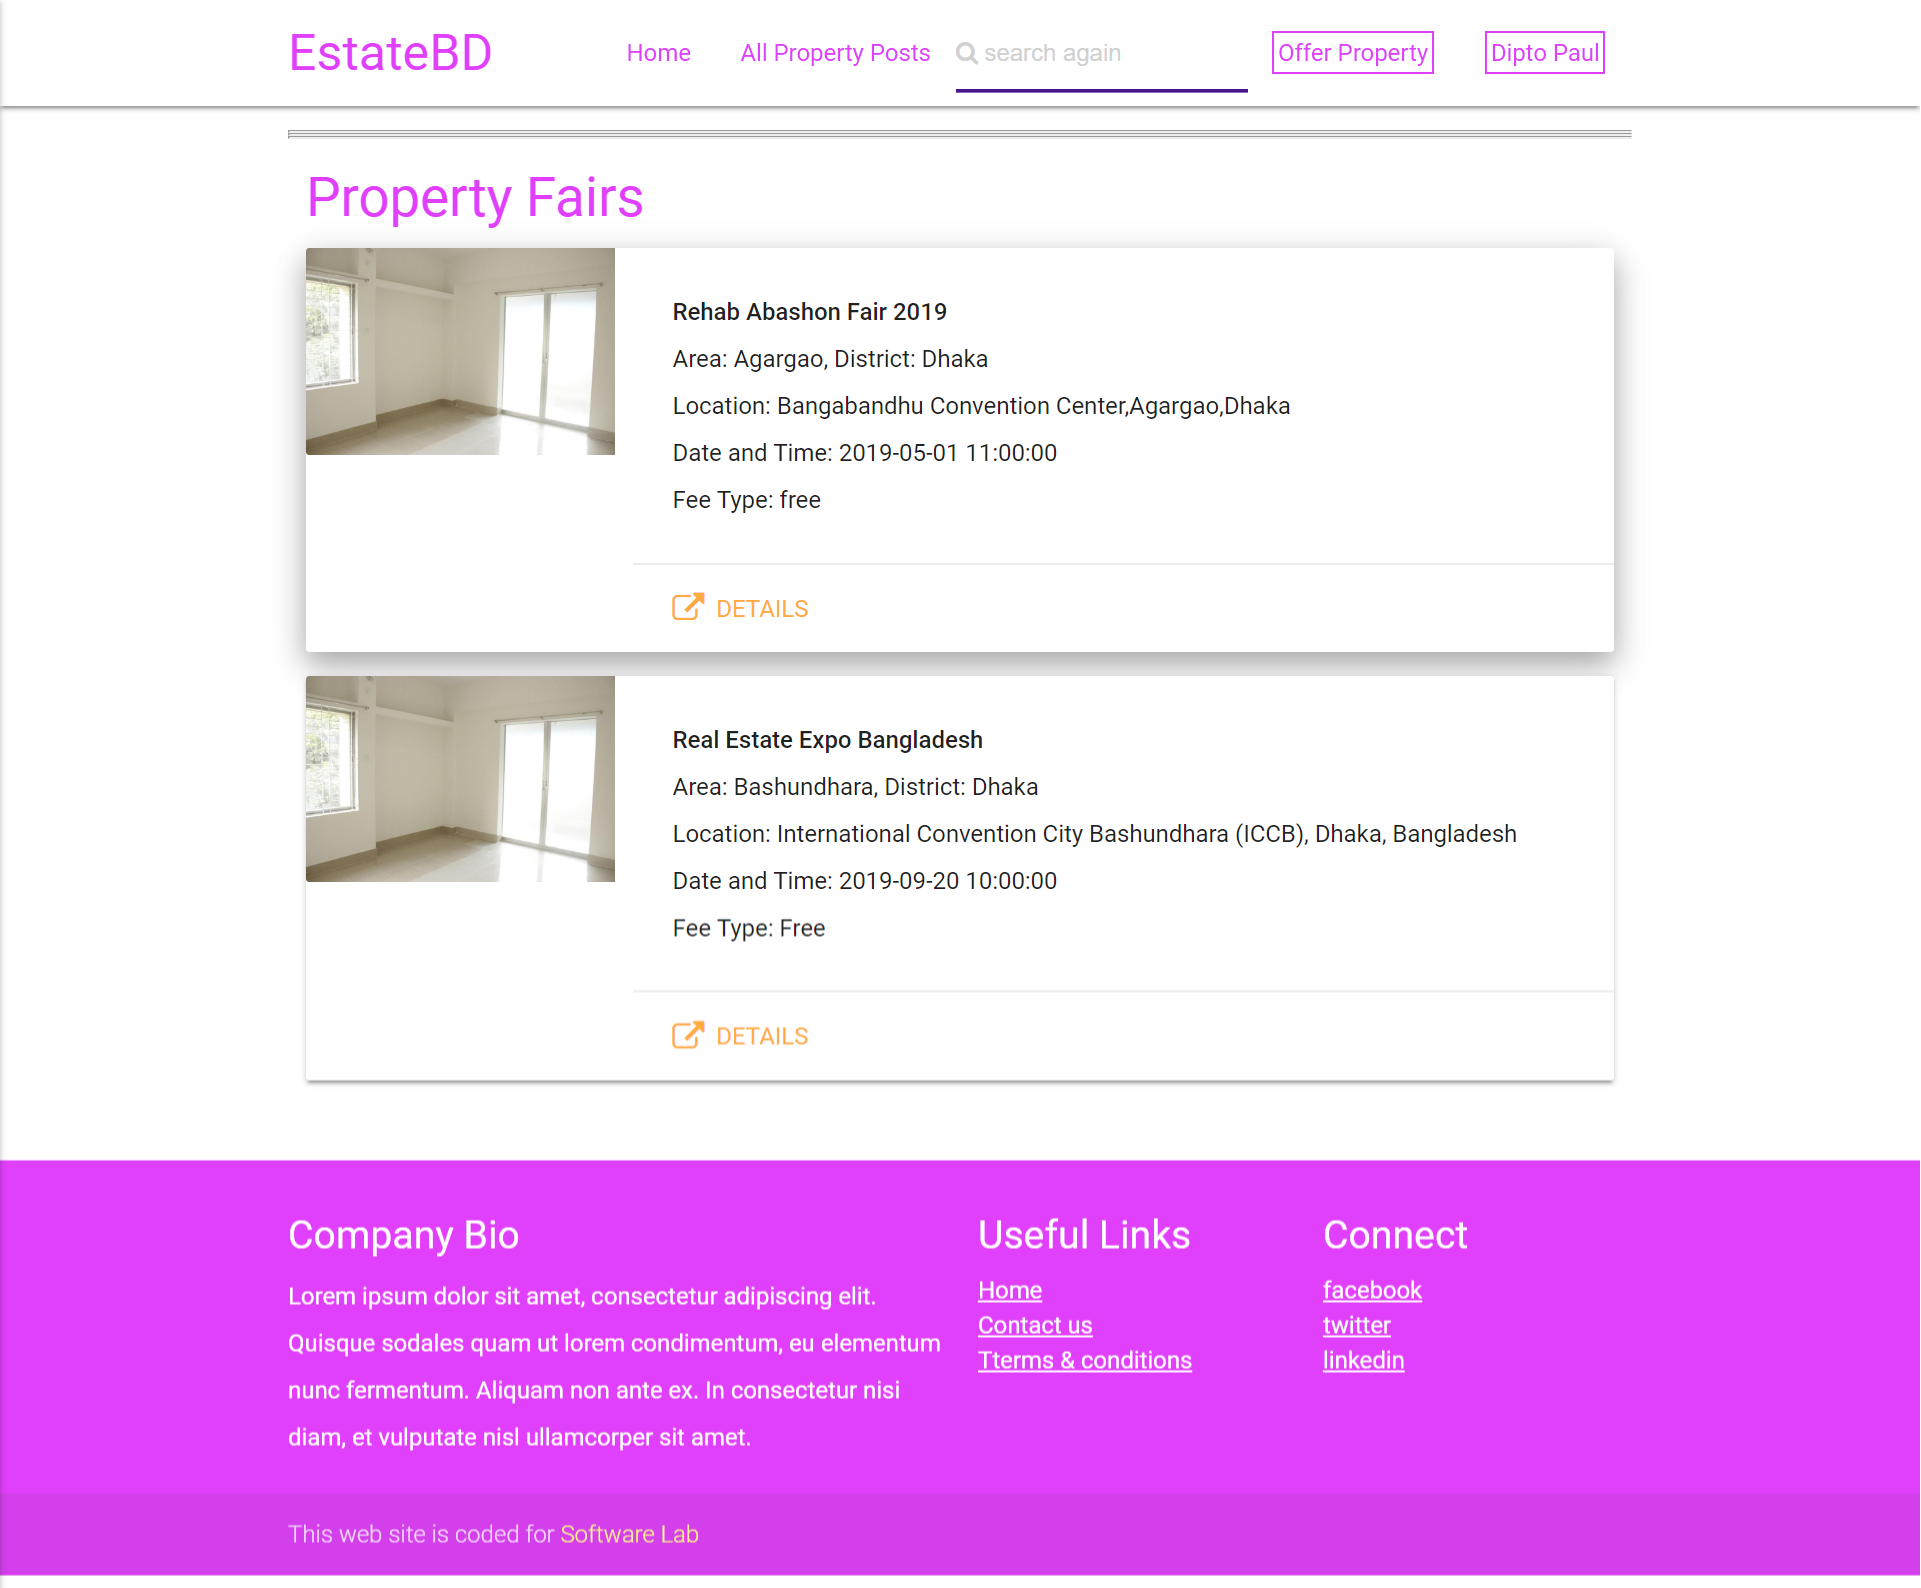 EstateBD
Home
All Property Posts
search again
Offer Property
Dipto Paul
Property Fairs
Rehab Abashon Fair 2019
Area: Agargao, District: Dhaka
Location: Bangabandhu Convention Center,Agargao,Dhaka
Date and Time: 2019-05-01 11:00:00
Fee Type: free
DETAILS
Real Estate Expo Bangladesh
Area: Bashundhara, District: Dhaka
Location: International Convention City Bashundhara (ICCB), Dhaka, Bangladesh
Date and Time: 2019-09-20 10:00:00
Fee Type: Free
DETAILS
Company Bio
Lorem ipsum dolor sit amet, consectetur adipiscing elit.
Quisque sodales quam ut lorem condimentum, eu elementum
nunc fermentum. Aliquam non ante ex. In consectetur nisi
diam, et vulputate nisl ullamcorper sit amet.
Useful Links
Home
Contact us
Tterms & conditions
Connect
facebook
twitter
linkedin
This web site is coded for Software Lab